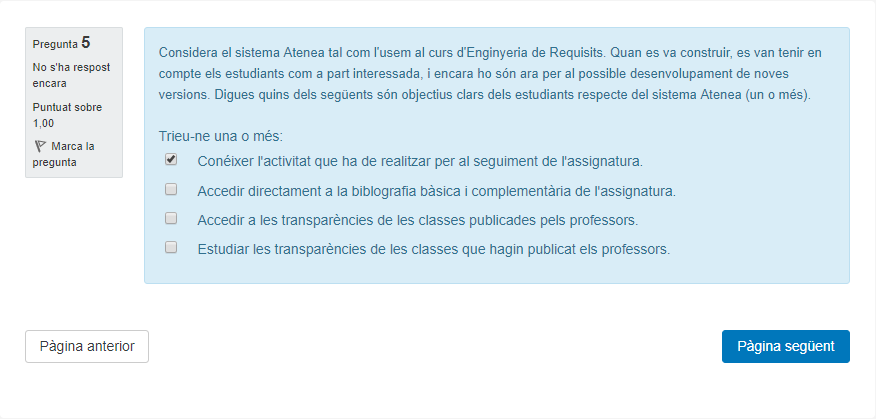 Pregunta 5
No s'ha respost
encara
Puntuat sobre
1,00
Marca la
pregunta
Considera el sistema Atenea tal com l'usem al curs d'Enginyeria de Requisits. Quan es va construir, es van tenir en
compte els estudiants com a part interessada, i encara ho són ara per al possible desenvolupament de noves
versions. Digues quins dels següents són objectius clars dels estudiants respecte del sistema Atenea (un o més).
Trieu-ne una o més:
Conéixer l'activitat que ha de realitzar per al seguiment de l'assignatura.
Accedir directament a la biblografia bàsica i complementària de l'assignatura.
Accedir a les transparències de les classes publicades pels professors.
Estudiar les transparències de les classes que hagin publicat els professors.
Pàgina anterior
Pàgina següent